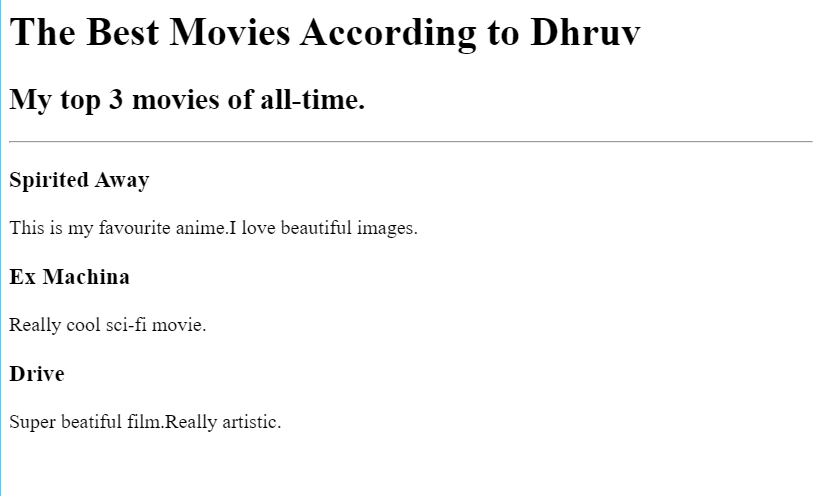 The Best Movies According to Dhruv
My top 3 movies of all-time.
Spirited Away
This is my favourite anime.I love beautiful images.
Ex Machina
Really cool sci-fi movie.
Drive
Super beatiful film.Really artistic.